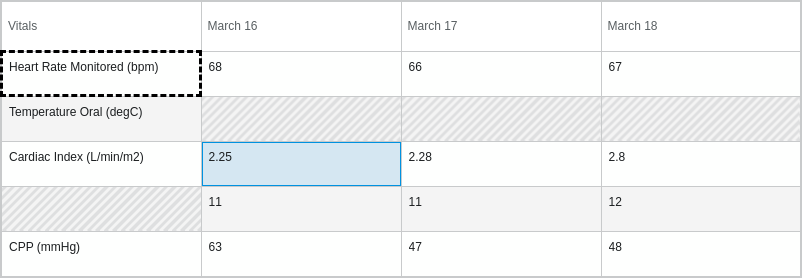 Vitals March 16 March 17 March 18
Heart Rate Monitored (bpm) 68 66 67
Temperature Oral (degC)
Cardiac Index (L/min/m2) 2.25 2.28 2.8
11 11 12
CPP (mmHg) 63 47 48